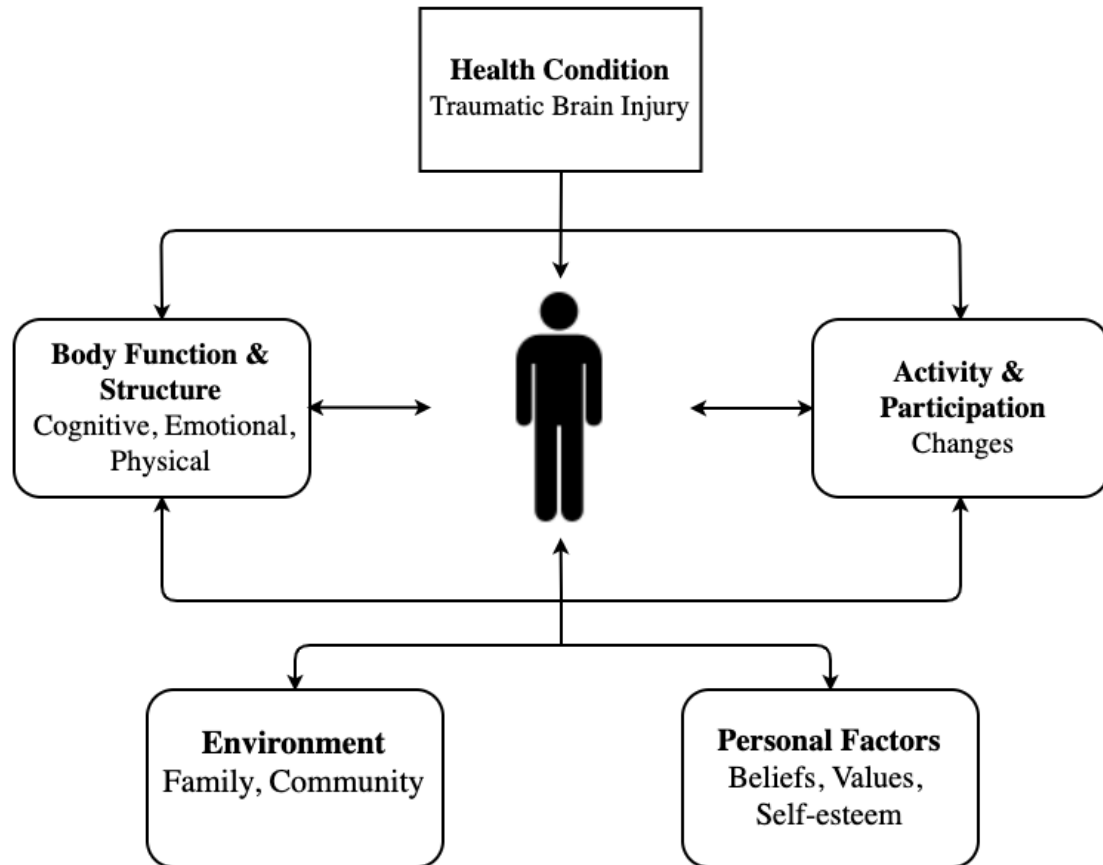 Health Condition
Traumatic Brain Injury
Body Function &
Structure
Cognitive, Emotional,
Physical
Activity &
Participation
Changes
Environment
Family, Community
Personal Factors
Beliefs, Values,
Self-esteem